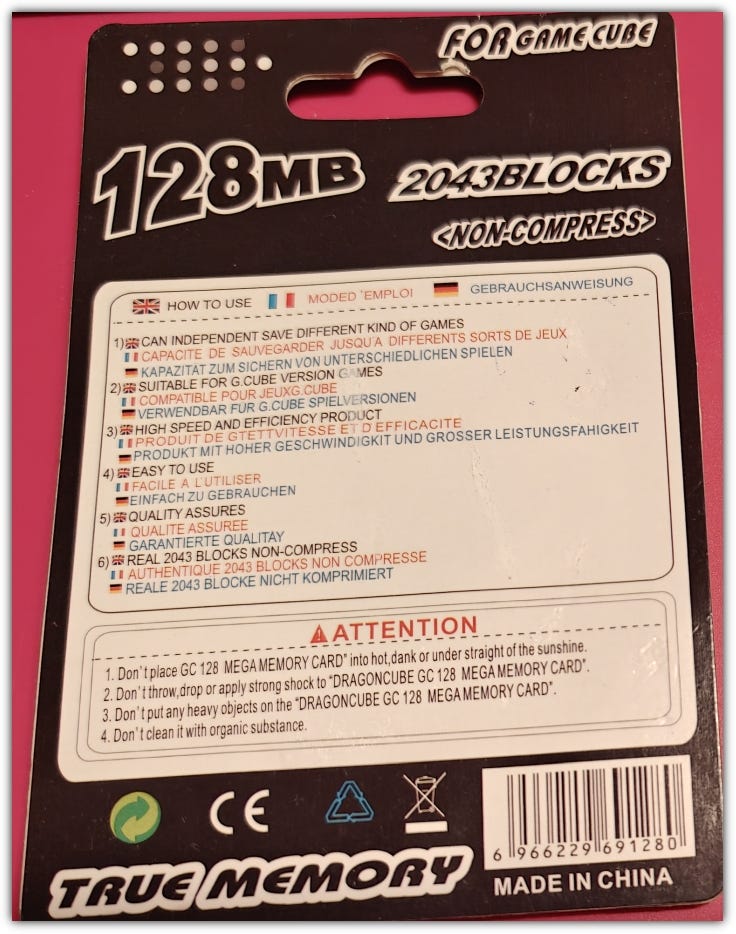 FOR GAME CUBE
128MB
2043BLOCKS
<NON-COMPRESS>
HOW TO USE MODED 'EMPLOI GEBRAUCHSANWEISUNG
1) CAN INDEPENDENT SAVE DIFFERENT KIND OF GAMES
CAPACITE DE SAUVEGARDER JUSQU'A DIFFERENTS SORTS DE JEUX
KAPAZITAT ZUM SICHERN VON UNTERSCHIEDLICHEN SPIELEN
2) SUITABLE FOR G.CUBE VERSION GAMES
COMPATIBLE POUR JEUXG.CUBE
VERWENDBAR FUR G.CUBE SPIELVERSIONEN
3) HIGH SPEED AND EFFICIENCY PRODUCT
PRODUIT DE GTETTVITESSE ET D'EFFICACITE
PRODUKT MIT HOHER GESCHWINDIGKIT UND GROSSER LEISTUNGSFAHIGKEIT
4) EASY TO USE
FACILE A L'UTILISER
EINFACH ZU GEBRAUCHEN
5) QUALITY ASSURES
QUALITE ASSUREE
GARANTIERTE QUALITAY
6) REAL 2043 BLOCKS NON-COMPRESS
AUTHENTIQUE 2043 BLOCKS NON COMPRESSE
REALE 2043 BLOCKE NICHT KOMPRIMIERT
ATTENTION
1. Don't place GC 128 MEGA MEMORY CARD" into hot,dank or under straight of the sunshine.
2. Don't throw,drop or apply strong shock to "DRAGONCUBE GC 128 MEGA MEMORY CARD".
3. Don't put any heavy objects on the "DRAGONCUBE GC 128 MEGA MEMORY CARD".
4. Don't clean it with organic substance.
CE
6 966229 691280
TRUE MEMORY
MADE IN CHINA